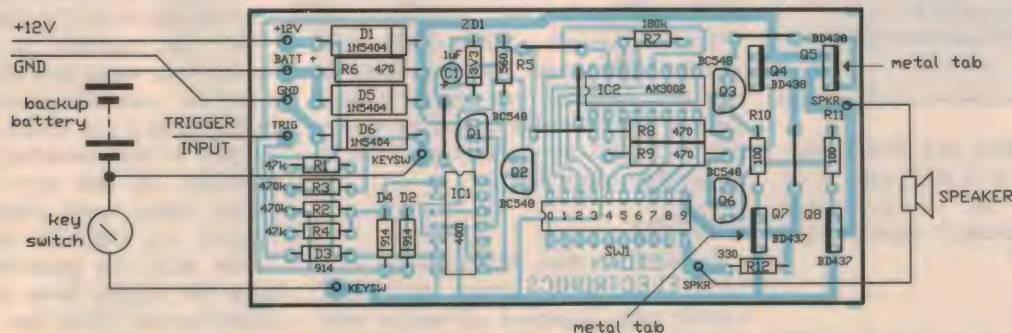 +12V
GND
backup
battery
TRIGGER
INPUT
key
switch
+12V
BATT +
GND
TRIG
D1
1N5404
R6 470
D5
1N5404
D6
1N5404
KEYSW
47k R1
470k R3
470k R2
47k R4
D3
914
KEYSW
D4 D2
914 914
ZD1
1uF
C1
+
3V3
560
R5
BC548
Q1
Q2
BC548
IC1
4001
180k
R7
IC2 AX3002
BC548
Q3
R8 470
R9 470
BC548
Q6
0 1 2 3 4 5 6 7 8 9
SW1
BD438
Q5
Q4
BD438
SPKR
R10 R11
100 100
Q7 Q8
BD437
BD437
330
R12
SPKR
metal tab
SPEAKER
metal tab